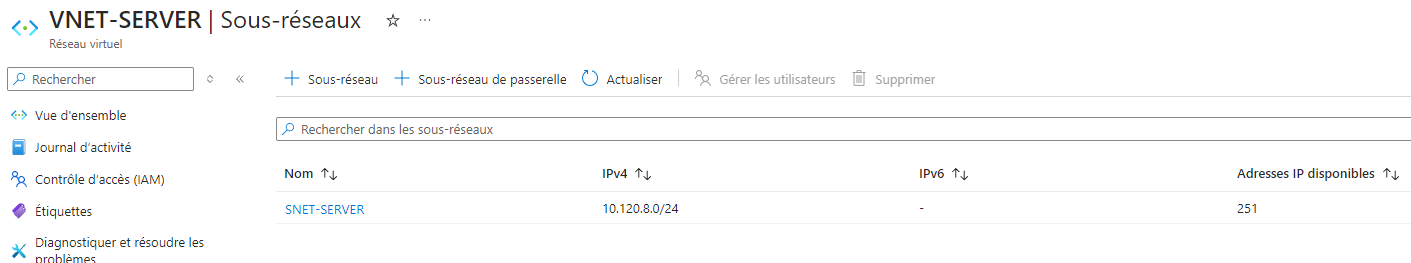 VNET-SERVER | Sous-réseaux ☆ ...
Réseau virtuel
Rechercher
Vue d'ensemble
Journal d'activité
Contrôle d'accès (IAM)
Étiquettes
Diagnostiquer et résoudre les
problèmes
+ Sous-réseau + Sous-réseau de passerelle Actualiser Gérer les utilisateurs Supprimer
Rechercher dans les sous-réseaux
Nom ↑↓ IPv4 ↑↓ IPv6 ↑↓ Adresses IP disponibles ↑↓
SNET-SERVER 10.120.8.0/24 - 251